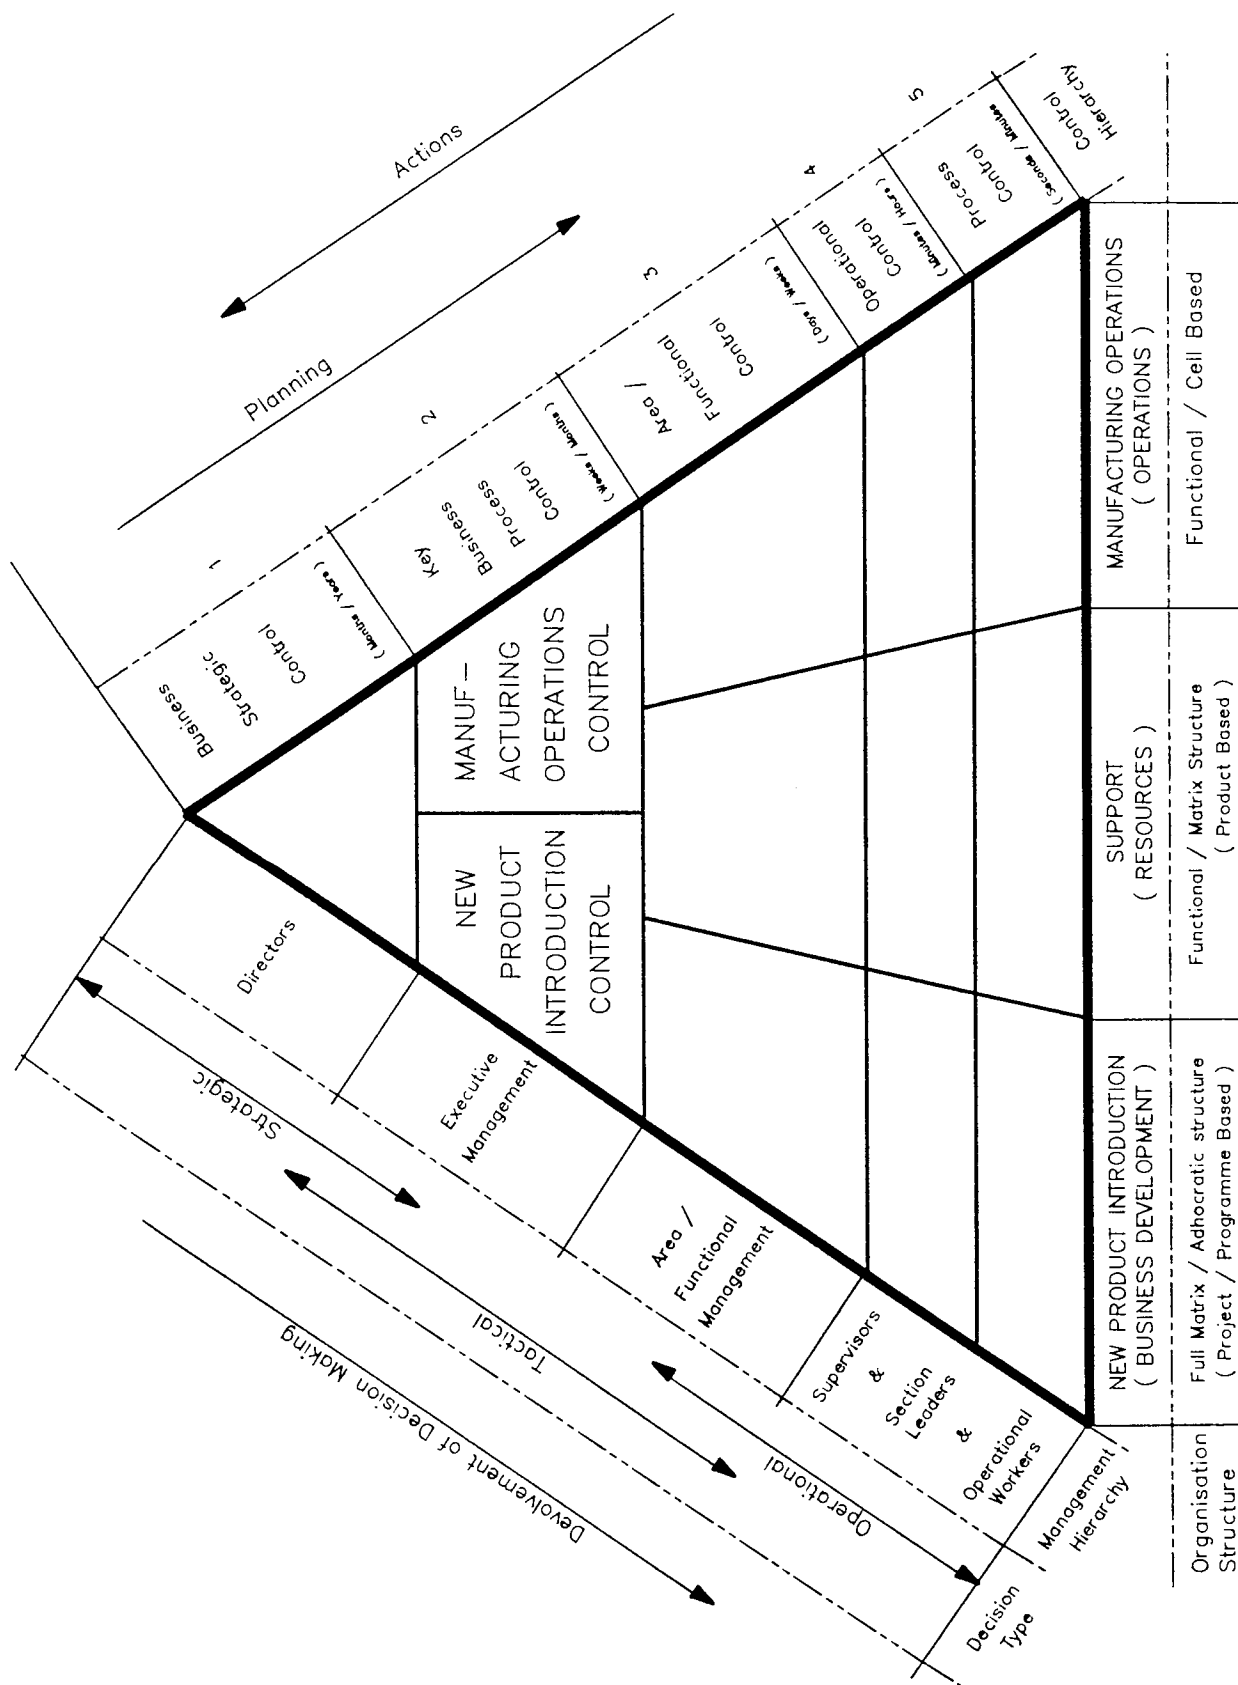 Devolvement of Decision Making
Strategic
Tactical
Operational
Decision
Type
Directors
Executive
Management
Area /
Functional
Management
Supervisors
&
Section
Leaders
&
Operational
Workers
Management
Hierarchy
NEW
PRODUCT
INTRODUCTION
CONTROL
MANUF-
ACTURING
OPERATIONS
CONTROL
Planning
Actions
1
Business
Strategic
Control
( Months / Years )
2
Key
Business
Process
Control
( Weeks / Months )
3
Area /
Functional
Control
( Days / Weeks )
4
Operational
Control
( Minutes / Hours )
5
Process
Control
( Seconds / Minutes
Control
Hierarchy
NEW PRODUCT INTRODUCTION
( BUSINESS DEVELOPMENT )
SUPPORT
( RESOURCES )
MANUFACTURING OPERATIONS
( OPERATIONS )
Organisation
Structure
Full Matrix / Adhocratic structure
( Project / Programme Based )
Functional / Matrix Structure
( Product Based )
Functional / Cell Based